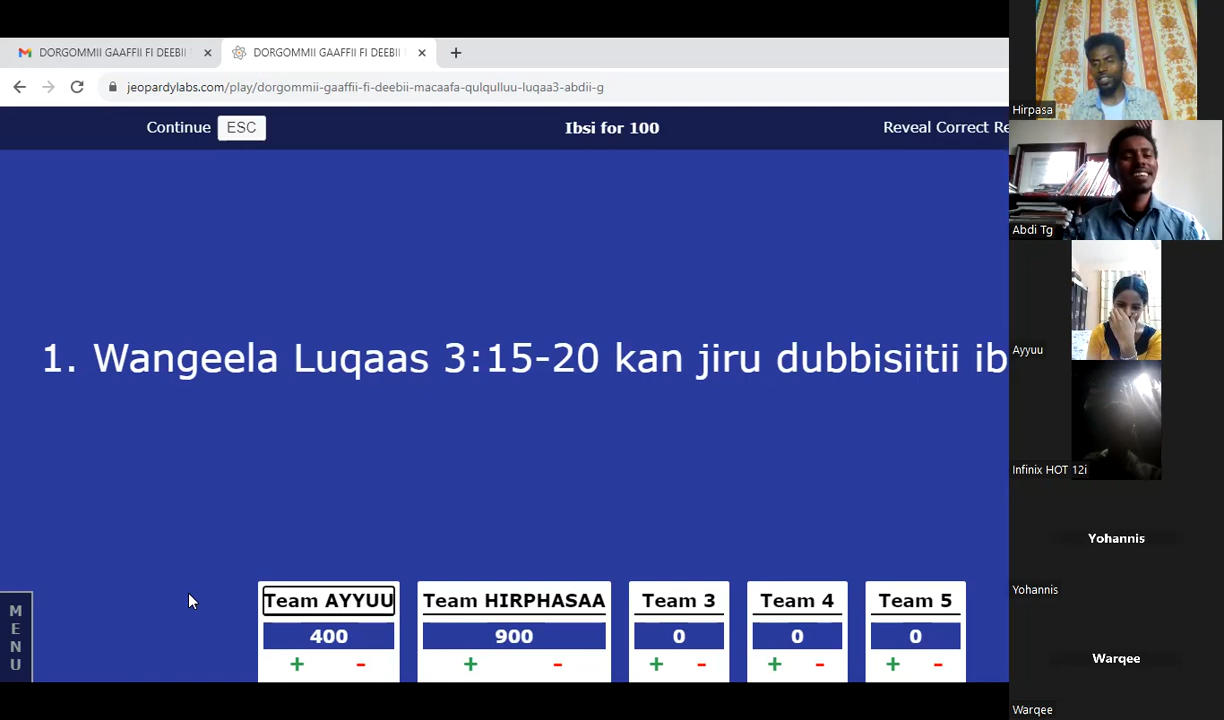 DORGOMMII GAAFFII FI DEEBII
DORGOMMII GAAFFII FI DEEBII
jeopardylabs.com/play/dorgommii-gaaffii-fi-deebii-macaafa-qulqulluu-luqaa3-abdii-g
Continue ESC
Ibsi for 100
Reveal Correct Re
1. Wangeela Luqaas 3:15-20 kan jiru dubbisiitii ib
MENU
Team AYYUU
400
+ -
Team HIRPHASAA
900
+ -
Team 3
0
+ -
Team 4
0
+ -
Team 5
0
+ -
Hirpasa
Abdi Tg
Ayyuu
Infinix HOT 12i
Yohannis
Yohannis
Warqee
Warqee